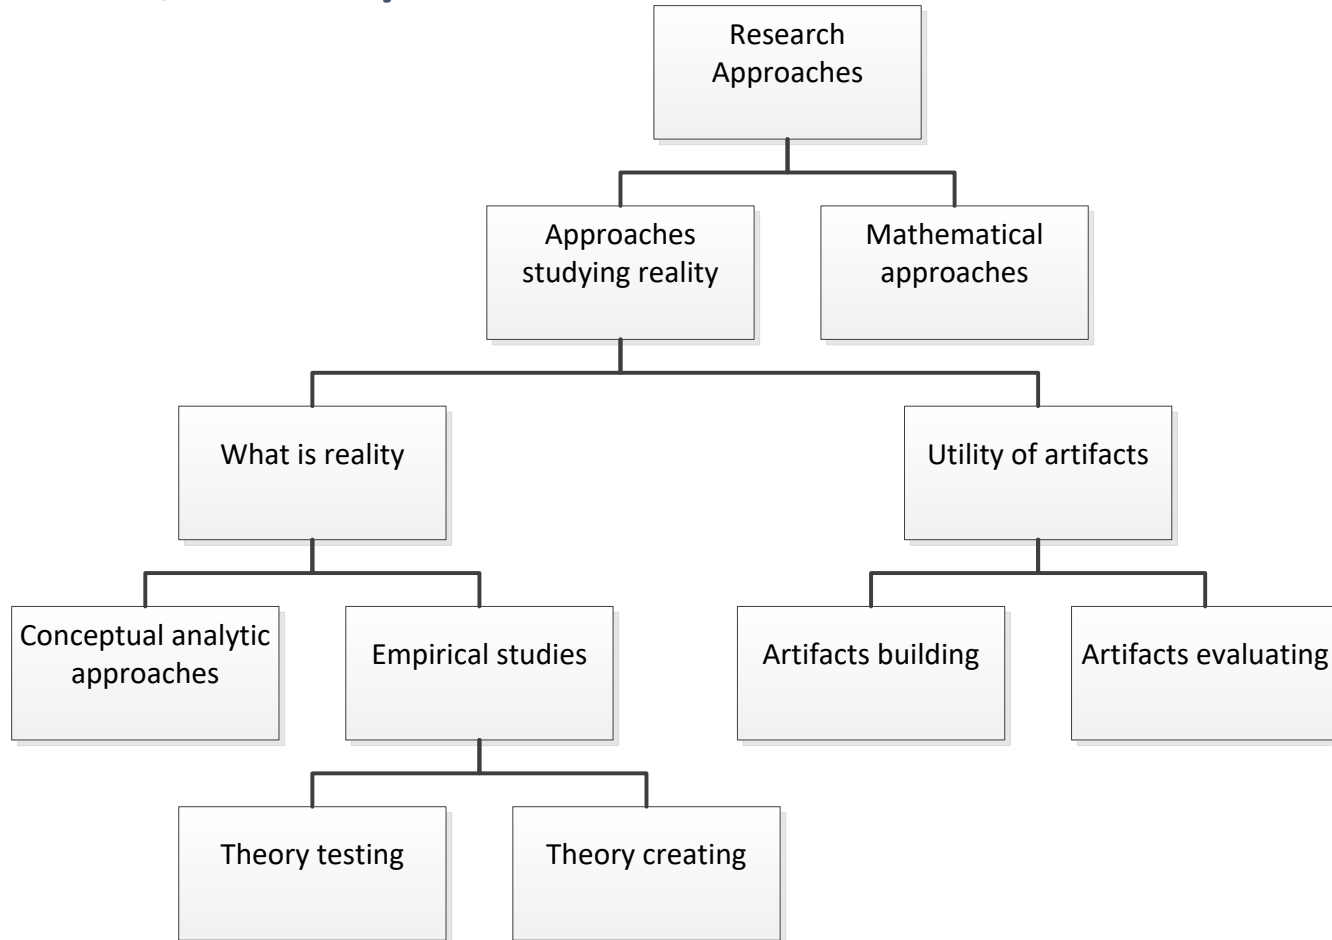 Research
Approaches
Approaches
studying reality
Mathematical
approaches
What is reality
Utility of artifacts
Conceptual analytic
approaches
Empirical studies
Artifacts building
Artifacts evaluating
Theory testing
Theory creating